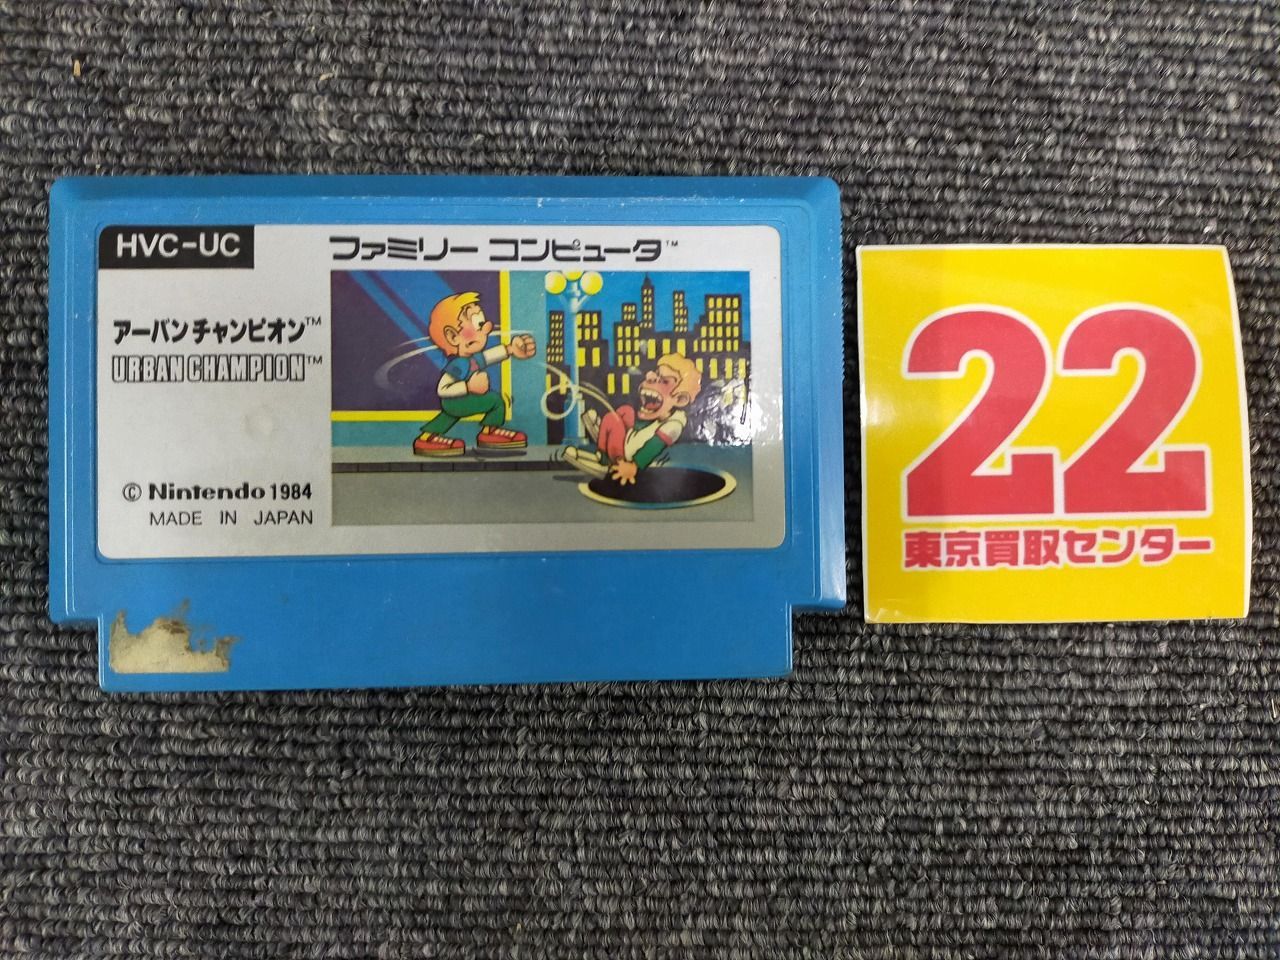 HVC-UC
ファミリー コンピュータ™
アーバンチャンピオン™
URBAN CHAMPION™
© Nintendo 1984
MADE IN JAPAN
22
東京買取センター